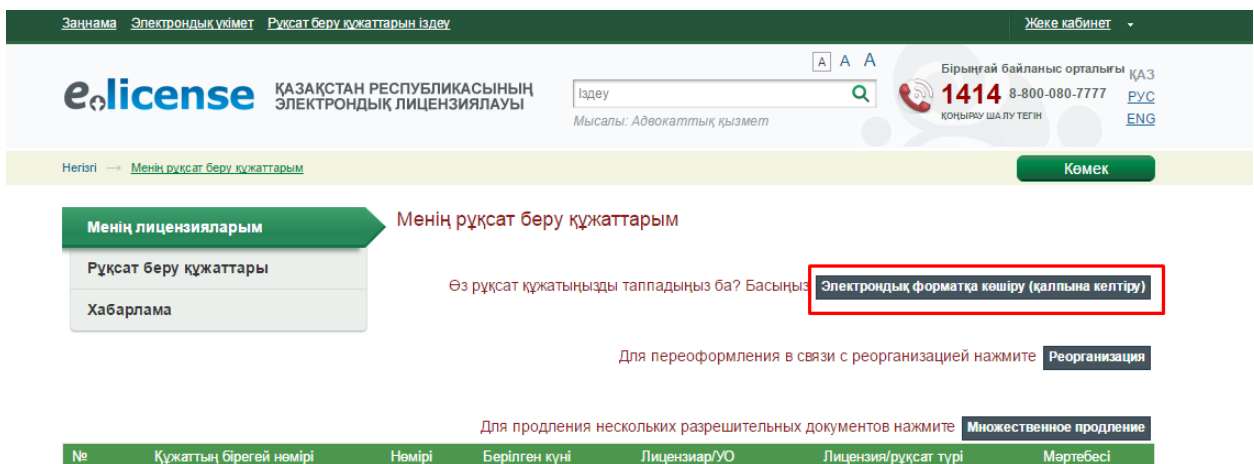 Заңнама Электрондық үкімет Рұқсат беру құжаттарын іздеу Жеке кабинет
A A A
e.license ҚАЗАҚСТАН РЕСПУБЛИКАСЫНЫҢ
ЭЛЕКТРОНДЫҚ ЛИЦЕНЗИЯЛАУЫ
Іздеу
Мысалы: Адвокаттық қызмет
Бірыңғай байланыс орталығы
1414 8-800-080-7777
ҚОҢЫРАУ ШАЛУ ТЕГІН
ҚАЗ
РУС
ENG
Негізгі → Менің рұқсат беру құжаттарым Көмек
Менің лицензияларым
Рұқсат беру құжаттары
Хабарлама
Менің рұқсат беру құжаттарым
Өз рұқсат құжатыңызды таппадыңыз ба? Басыңыз Электрондық форматқа көшіру (қалпына келтіру)
Для переоформления в связи с реорганизацией нажмите Реорганизация
Для продления нескольких разрешительных документов нажмите Множественное продление
№ Құжаттың бірегей нөмірі Нөмірі Берілген күні Лицензиар/УО Лицензия/рұқсат түрі Мәртебесі